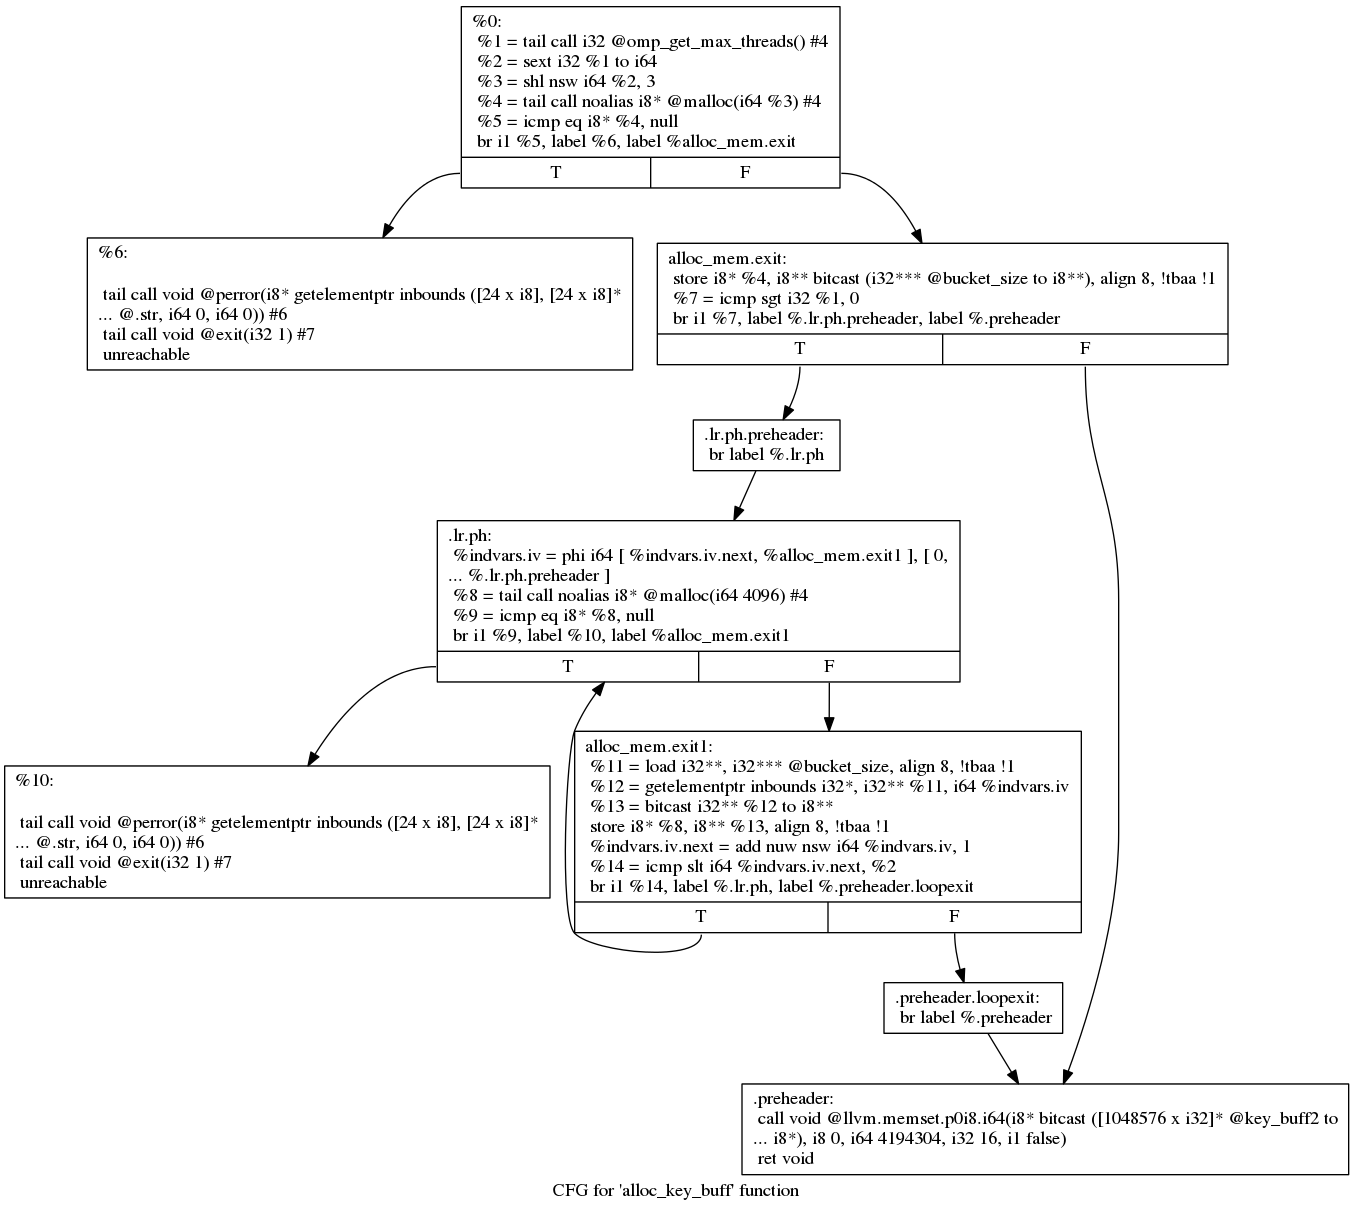 %0:
%1 = tail call i32 @omp_get_max_threads() #4
%2 = sext i32 %1 to i64
%3 = shl nsw i64 %2, 3
%4 = tail call noalias i8* @malloc(i64 %3) #4
%5 = icmp eq i8* %4, null
br i1 %5, label %6, label %alloc_mem.exit
T F
%6:
tail call void @perror(i8* getelementptr inbounds ([24 x i8], [24 x i8]*
... @.str, i64 0, i64 0)) #6
tail call void @exit(i32 1) #7
unreachable
alloc_mem.exit:
store i8* %4, i8** bitcast (i32*** @bucket_size to i8**), align 8, !tbaa !1
%7 = icmp sgt i32 %1, 0
br i1 %7, label %.lr.ph.preheader, label %.preheader
T F
.lr.ph.preheader:
br label %.lr.ph
.lr.ph:
%indvars.iv = phi i64 [ %indvars.iv.next, %alloc_mem.exit1 ], [ 0,
... %.lr.ph.preheader ]
%8 = tail call noalias i8* @malloc(i64 4096) #4
%9 = icmp eq i8* %8, null
br i1 %9, label %10, label %alloc_mem.exit1
T F
%10:
tail call void @perror(i8* getelementptr inbounds ([24 x i8], [24 x i8]*
... @.str, i64 0, i64 0)) #6
tail call void @exit(i32 1) #7
unreachable
alloc_mem.exit1:
%11 = load i32**, i32*** @bucket_size, align 8, !tbaa !1
%12 = getelementptr inbounds i32*, i32** %11, i64 %indvars.iv
%13 = bitcast i32** %12 to i8**
store i8* %8, i8** %13, align 8, !tbaa !1
%indvars.iv.next = add nuw nsw i64 %indvars.iv, 1
%14 = icmp slt i64 %indvars.iv.next, %2
br i1 %14, label %.lr.ph, label %.preheader.loopexit
T F
.preheader.loopexit:
br label %.preheader
.preheader:
call void @llvm.memset.p0i8.i64(i8* bitcast ([1048576 x i32]* @key_buff2 to
... i8*), i8 0, i64 4194304, i32 16, i1 false)
ret void
CFG for 'alloc_key_buff' function